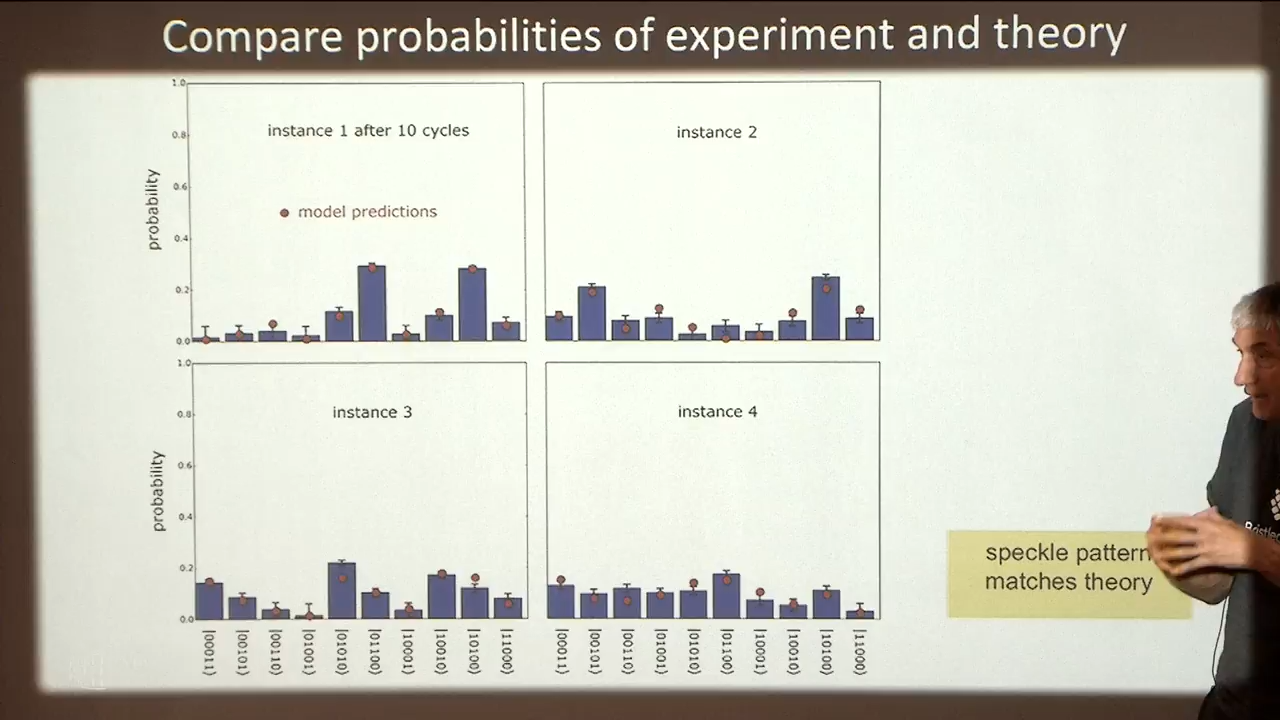 Compare probabilities of experiment and theory
1.0
0.8
0.6
0.4
0.2
0.0
probability
instance 1 after 10 cycles
model predictions
instance 2
1.0
0.8
0.6
0.4
0.2
0.0
probability
instance 3
instance 4
|00011⟩ |00101⟩ |00110⟩ |01001⟩ |01010⟩ |01100⟩ |10001⟩ |10010⟩ |10100⟩ |11000⟩
|00011⟩ |00101⟩ |00110⟩ |01001⟩ |01010⟩ |01100⟩ |10001⟩ |10010⟩ |10100⟩ |11000⟩
speckle pattern
matches theory